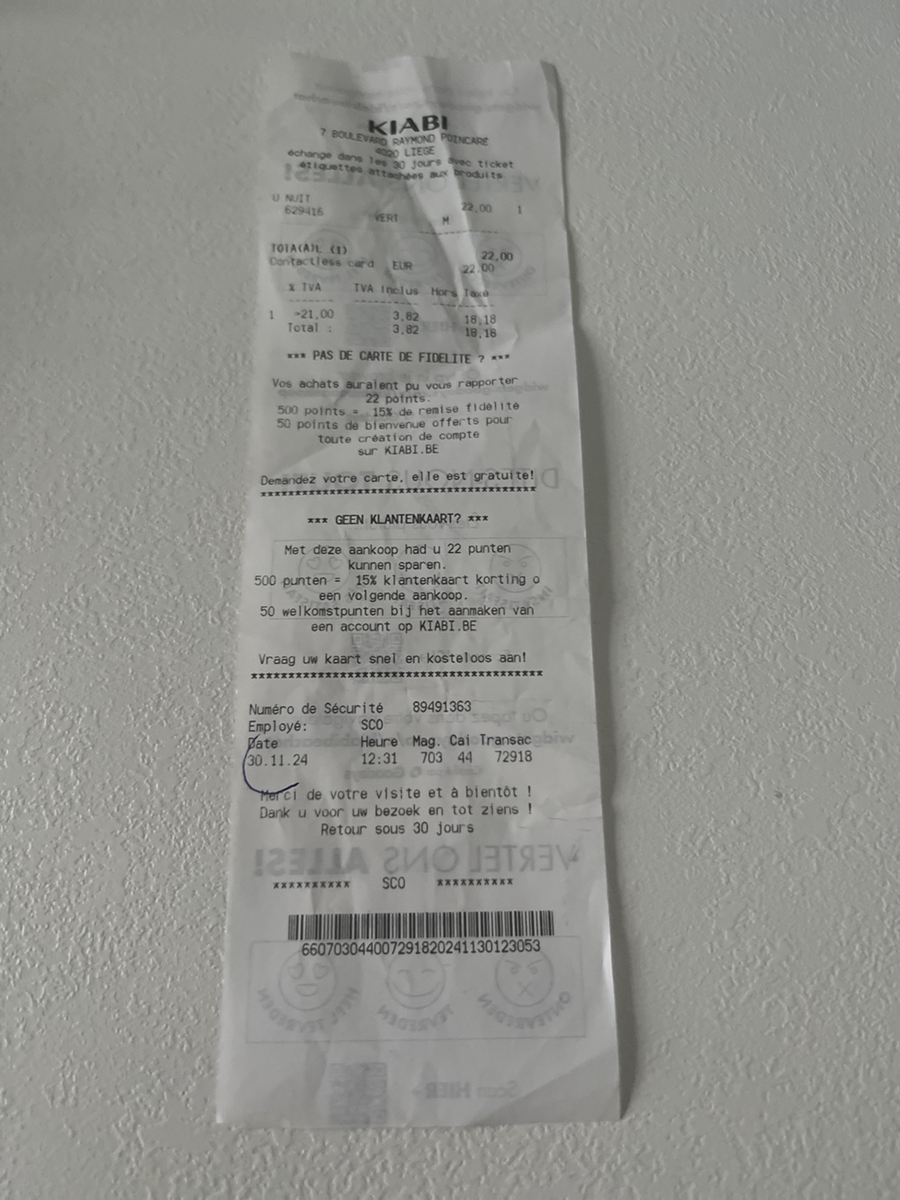 KIABI
7 BOULEVARD RAYMOND POINCARE
4020 LIEGE
échange dans les 30 jours avec ticket
étiquettes attachées aux produits
U NUIT 22,00 1
629416 VERT M
TOTA(A)L (1) 22,00
Contactless card EUR 22,00
% TVA TVA Inclus Hors Taxe
1 =21,00 3,82 18,18
Total : 3,82 18,18
*** PAS DE CARTE DE FIDELITE ? ***
Vos achats auraient pu vous rapporter
22 points.
500 points = 15% de remise fidélité
50 points de bienvenue offerts pour
toute création de compte
sur KIABI.BE
Demandez votre carte, elle est gratuite!
****************************************
*** GEEN KLANTENKAART? ***
Met deze aankoop had u 22 punten
kunnen sparen.
500 punten = 15% klantenkaart korting o
een volgende aankoop.
50 welkomstpunten bij het aanmaken van
een account op KIABI.BE
Vraag uw kaart snel en kosteloos aan!
****************************************
Numéro de Sécurité 89491363
Employé: SCO
Date Heure Mag. Cai Transac
30.11.24 12:31 703 44 72918
Merci de votre visite et à bientôt !
Dank u voor uw bezoek en tot ziens !
Retour sous 30 jours
VERTEL ONS ALLES!
********** SCO **********
660703044007291820241130123053
HEEL TEVREDEN TEVREDEN ONTEVREDEN
Scan HIER